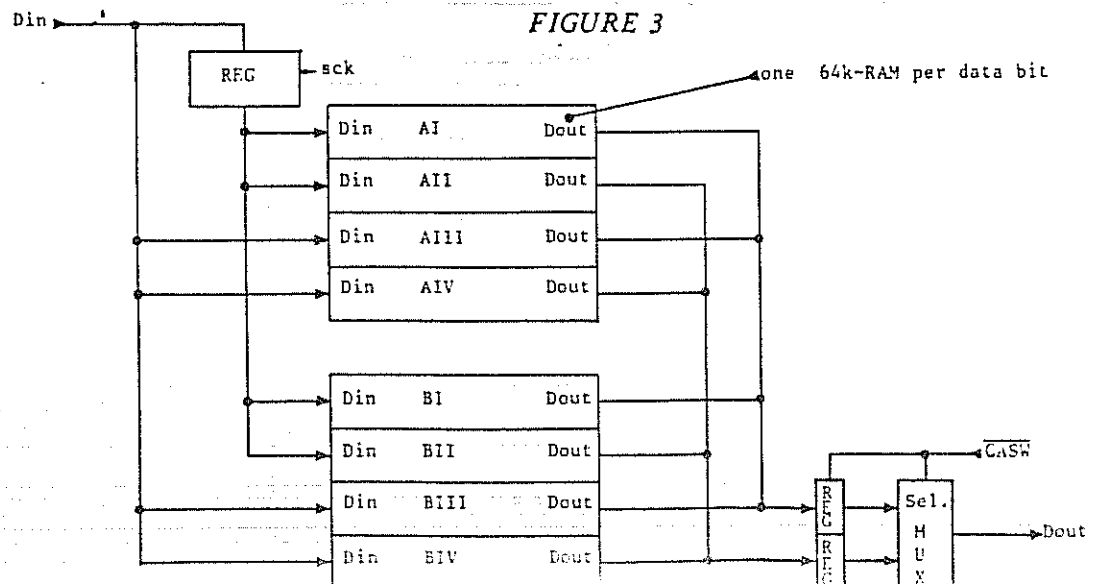 Din
FIGURE 3
REG
sck
one 64k-RAM per data bit
Din AI Dout
Din AII Dout
Din AIII Dout
Din AIV Dout
Din BI Dout
Din BII Dout
Din BIII Dout
Din BIV Dout
CASW
REG
REG
Sel.
MUX
Dout